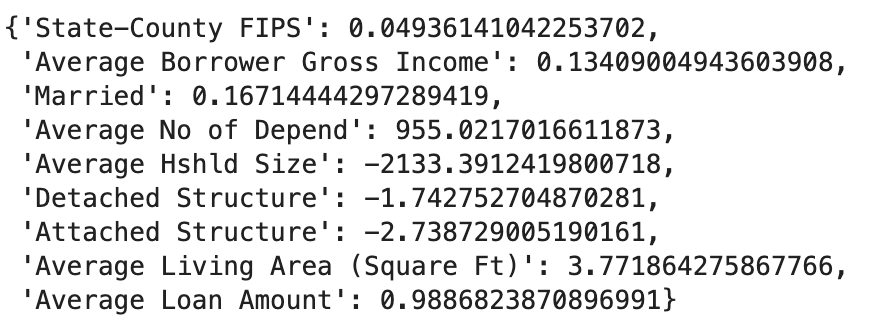 {'State-County FIPS': 0.04936141042253702,
'Average Borrower Gross Income': 0.13409004943603908,
'Married': 0.16714444297289419,
'Average No of Depend': 955.0217016611873,
'Average Hshld Size': -2133.3912419800718,
'Detached Structure': -1.742752704870281,
'Attached Structure': -2.738729005190161,
'Average Living Area (Square Ft)': 3.771864275867766,
'Average Loan Amount': 0.9886823870896991}